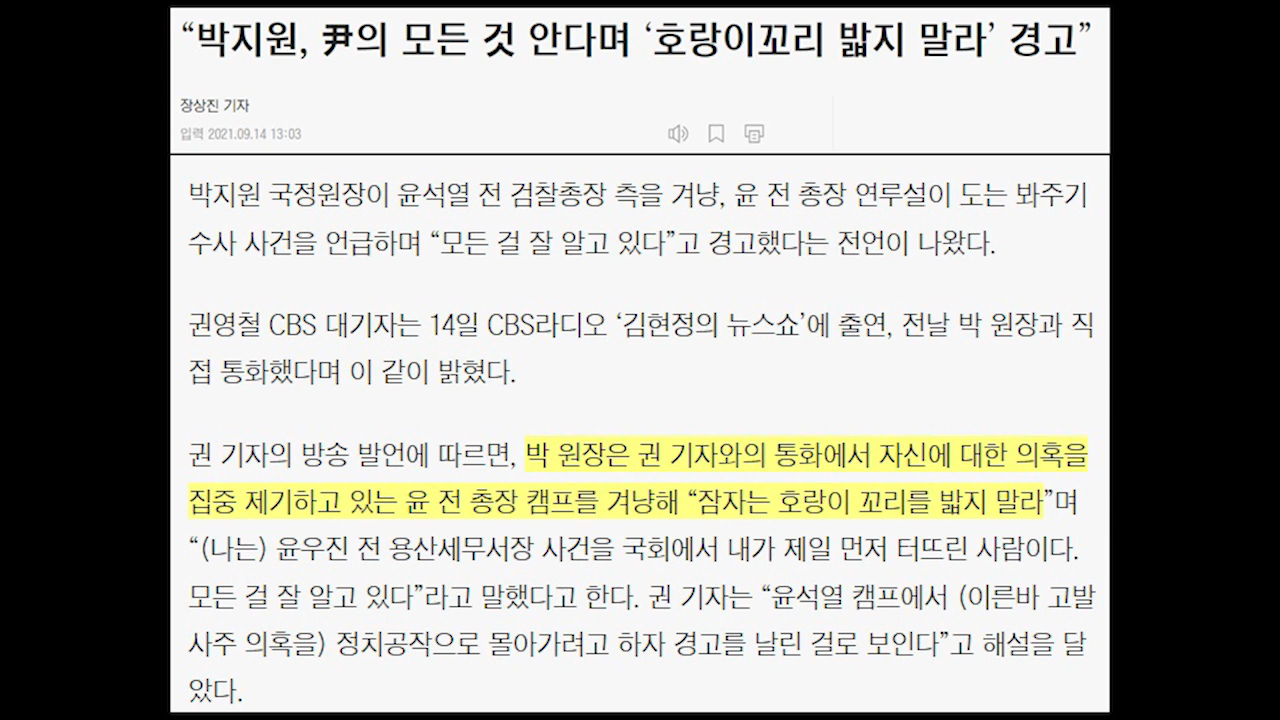 “박지원, 尹의 모든 것 안다며 ‘호랑이꼬리 밟지 말라’ 경고”
장상진 기자
입력 2021.09.14 13:03
박지원 국정원장이 윤석열 전 검찰총장 측을 겨냥, 윤 전 총장 연루설이 도는 봐주기
수사 사건을 언급하며 “모든 걸 잘 알고 있다”고 경고했다는 전언이 나왔다.
권영철 CBS 대기자는 14일 CBS라디오 ‘김현정의 뉴스쇼’에 출연, 전날 박 원장과 직
접 통화했다며 이 같이 밝혔다.
권 기자의 방송 발언에 따르면, 박 원장은 권 기자와의 통화에서 자신에 대한 의혹을
집중 제기하고 있는 윤 전 총장 캠프를 겨냥해 “잠자는 호랑이 꼬리를 밟지 말라”며
“(나는) 윤우진 전 용산세무서장 사건을 국회에서 내가 제일 먼저 터뜨린 사람이다.
모든 걸 잘 알고 있다”라고 말했다고 한다. 권 기자는 “윤석열 캠프에서 (이른바 고발
사주 의혹을) 정치공작으로 몰아가려고 하자 경고를 날린 걸로 보인다”고 해설을 달
았다.